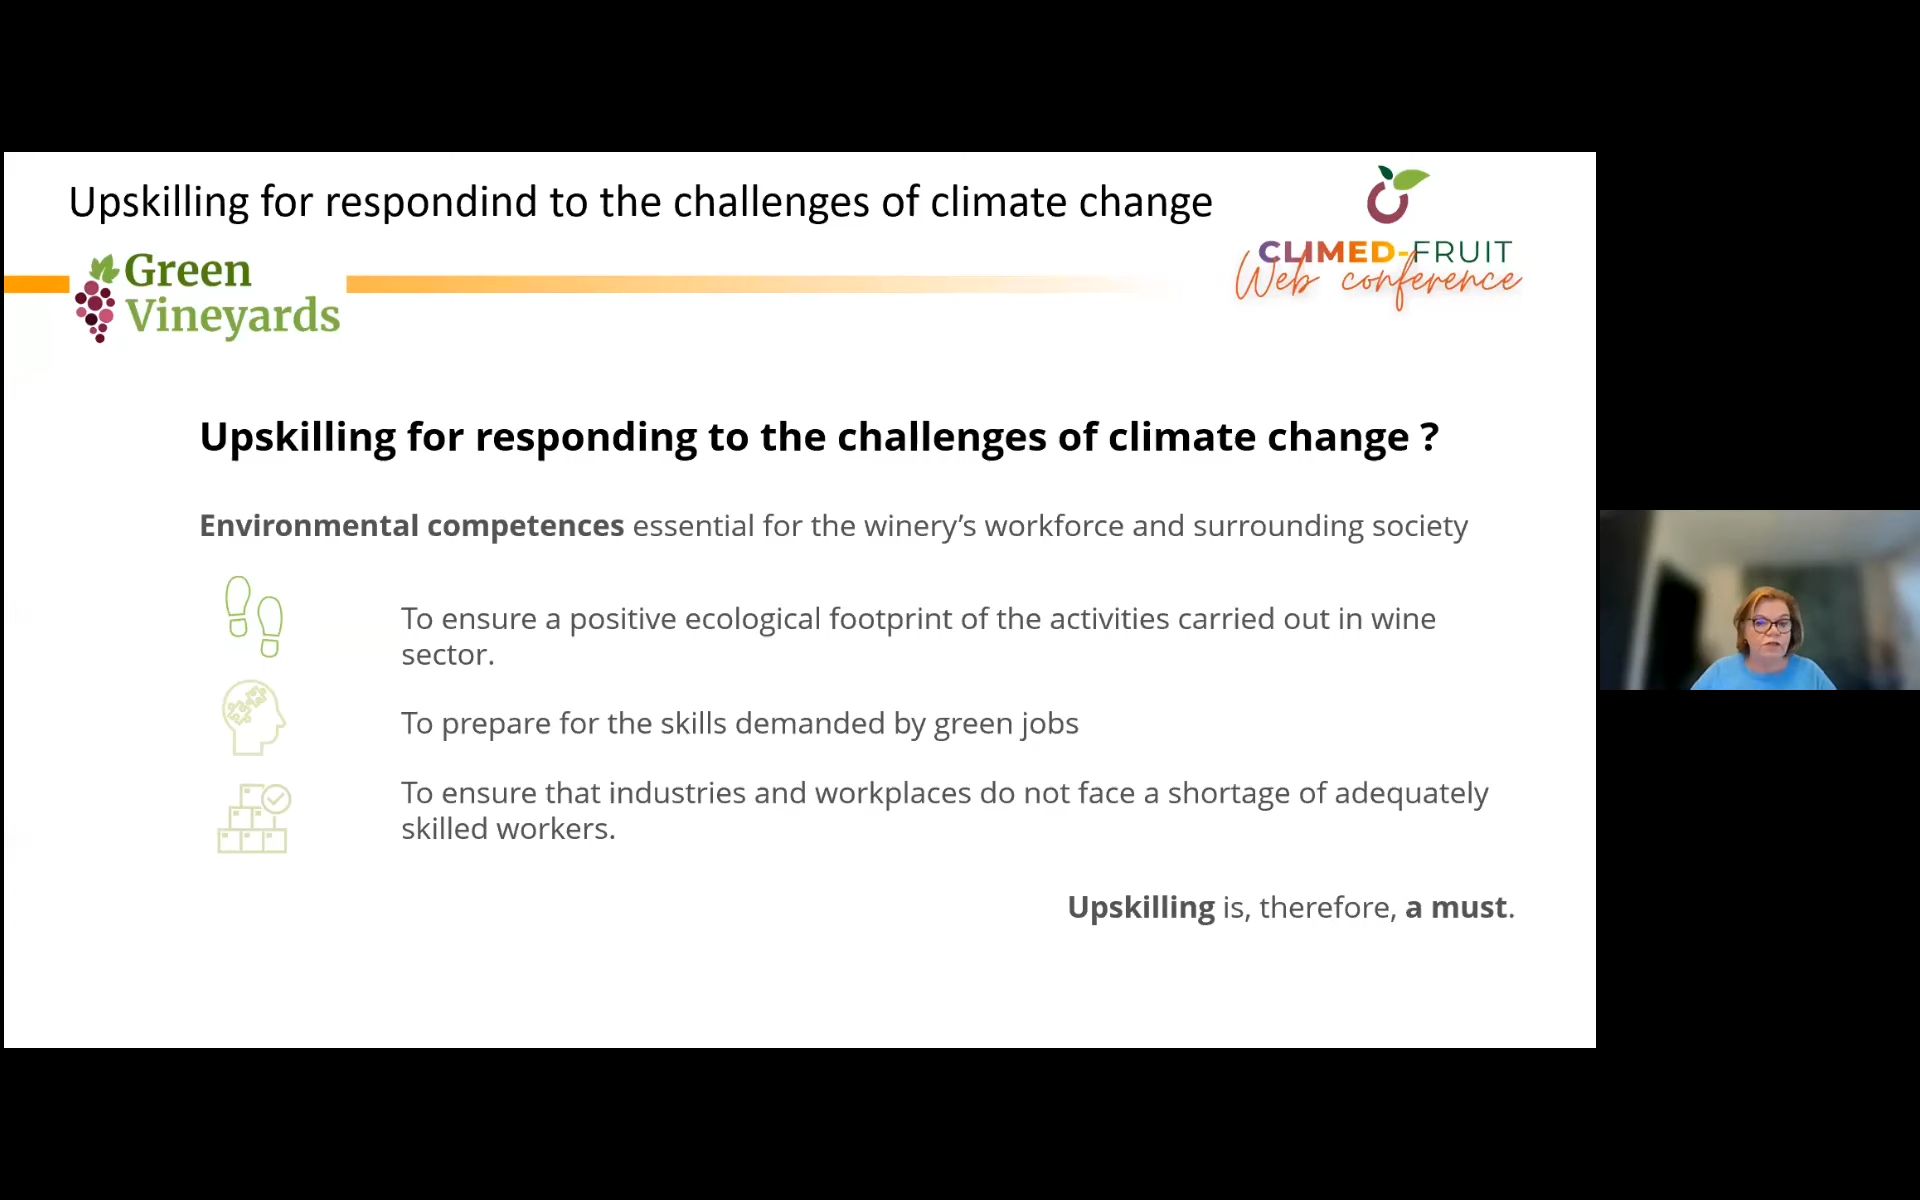 Upskilling for respondind to the challenges of climate change
Green
Vineyards
CLIMED-FRUIT
Web conference
Upskilling for responding to the challenges of climate change ?
Environmental competences essential for the winery’s workforce and surrounding society
To ensure a positive ecological footprint of the activities carried out in wine
sector.
To prepare for the skills demanded by green jobs
To ensure that industries and workplaces do not face a shortage of adequately
skilled workers.
Upskilling is, therefore, a must.